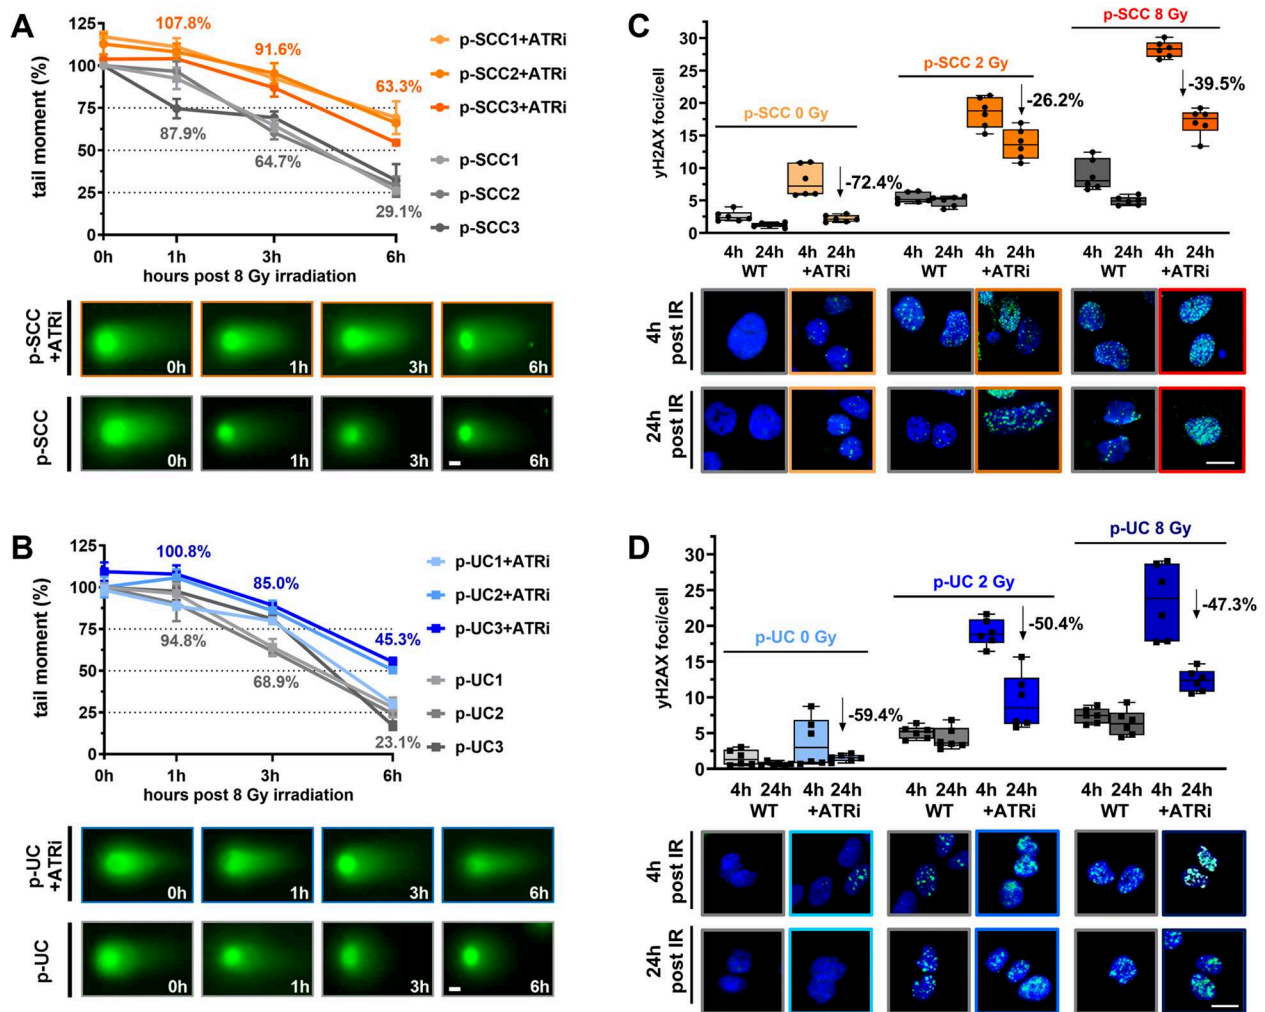 A
125
100
75
50
25
0
tail moment (%)
107.8%
91.6%
63.3%
87.9%
64.7%
29.1%
0h 1h 3h 6h
hours post 8 Gy irradiation
p-SCC1+ATRi
p-SCC2+ATRi
p-SCC3+ATRi
p-SCC1
p-SCC2
p-SCC3
p-SCC
+ATRi
0h 1h 3h 6h
p-SCC
0h 1h 3h 6h
B
125
100
75
50
25
0
tail moment (%)
100.8%
85.0%
45.3%
94.8%
68.9%
23.1%
0h 1h 3h 6h
hours post 8 Gy irradiation
p-UC1+ATRi
p-UC2+ATRi
p-UC3+ATRi
p-UC1
p-UC2
p-UC3
p-UC
+ATRi
0h 1h 3h 6h
p-UC
0h 1h 3h 6h
C
30
25
20
15
10
5
0
yH2AX foci/cell
p-SCC 0 Gy
p-SCC 2 Gy
p-SCC 8 Gy
-72.4%
-26.2%
-39.5%
4h 24h 4h 24h 4h 24h 4h 24h 4h 24h 4h 24h
WT +ATRi WT +ATRi WT +ATRi
4h
post IR
24h
post IR
D
30
25
20
15
10
5
0
yH2AX foci/cell
p-UC 0 Gy
p-UC 2 Gy
p-UC 8 Gy
-59.4%
-50.4%
-47.3%
4h 24h 4h 24h 4h 24h 4h 24h 4h 24h 4h 24h
WT +ATRi WT +ATRi WT +ATRi
4h
post IR
24h
post IR